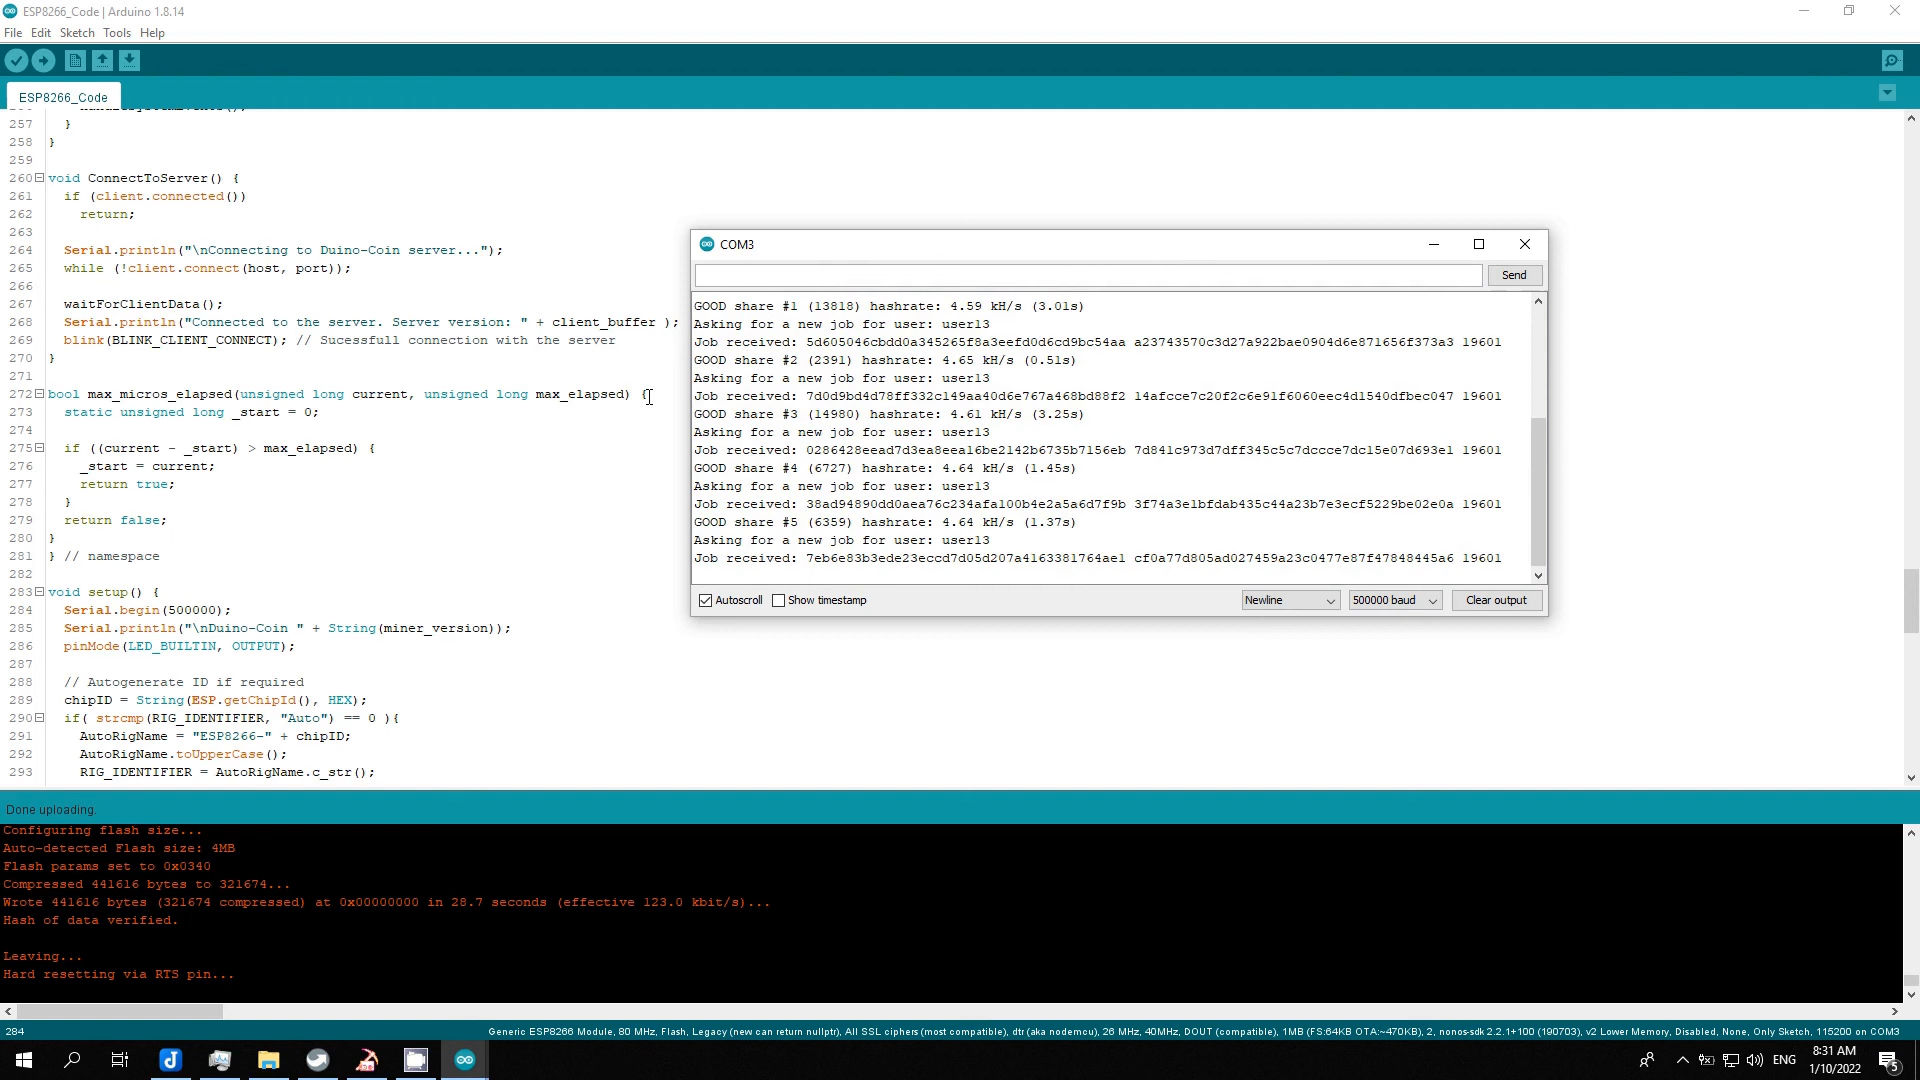 ESP8266_Code | Arduino 1.8.14
File Edit Sketch Tools Help
ESP8266_Code
257 }
258 }
259
260 void ConnectToServer() {
261 if (client.connected())
262 return;
263
264 Serial.println("\nConnecting to Duino-Coin server...");
265 while (!client.connect(host, port));
266
267 waitForClientData();
268 Serial.println("Connected to the server. Server version: " + client_buffer );
269 blink(BLINK_CLIENT_CONNECT); // Sucessfull connection with the server
270 }
271
272 bool max_micros_elapsed(unsigned long current, unsigned long max_elapsed) {
273 static unsigned long _start = 0;
274
275 if ((current - _start) > max_elapsed) {
276 _start = current;
277 return true;
278 }
279 return false;
280 }
281 } // namespace
282
283 void setup() {
284 Serial.begin(500000);
285 Serial.println("\nDuino-Coin " + String(miner_version));
286 pinMode(LED_BUILTIN, OUTPUT);
287
288 // Autogenerate ID if required
289 chipID = String(ESP.getChipId(), HEX);
290 if( strcmp(RIG_IDENTIFIER, "Auto") == 0 ){
291 AutoRigName = "ESP8266-" + chipID;
292 AutoRigName.toUpperCase();
293 RIG_IDENTIFIER = AutoRigName.c_str();
COM3
Send
GOOD share #1 (13818) hashrate: 4.59 kH/s (3.01s)
Asking for a new job for user: user13
Job received: 5d605046cbdd0a345265f8a3eefd0d6cd9bc54aa a23743570c3d27a922bae0904d6e871656f373a3 19601
GOOD share #2 (2391) hashrate: 4.65 kH/s (0.51s)
Asking for a new job for user: user13
Job received: 7d0d9bd4d78ff332c149aa40d6e767a468bd88f2 14afcce7c20f2c6e91f6060eec4d1540dfbec047 19601
GOOD share #3 (14980) hashrate: 4.61 kH/s (3.25s)
Asking for a new job for user: user13
Job received: 0286428eead7d3ea8eea16be2142b6735b7156eb 7d841c973d7dff345c5c7dccce7dc15e07d693e1 19601
GOOD share #4 (6727) hashrate: 4.64 kH/s (1.45s)
Asking for a new job for user: user13
Job received: 38ad94890dd0aea76c234afa100b4e2a5a6d7f9b 3f74a3e1bfdab435c44a23b7e3ecf5229be02e0a 19601
GOOD share #5 (6359) hashrate: 4.64 kH/s (1.37s)
Asking for a new job for user: user13
Job received: 7eb6e83b3ede23eccd7d05d207a4163381764ae1 cf0a77d805ad027459a23c0477e87f47848445a6 19601
Autoscroll Show timestamp Newline 500000 baud Clear output
Done uploading.
Configuring flash size...
Auto-detected Flash size: 4MB
Flash params set to 0x0340
Compressed 441616 bytes to 321674...
Wrote 441616 bytes (321674 compressed) at 0x00000000 in 28.7 seconds (effective 123.0 kbit/s)...
Hash of data verified.
Leaving...
Hard resetting via RTS pin...
284 Generic ESP8266 Module, 80 MHz, Flash, Legacy (new can return nullptr), All SSL ciphers (most compatible), dtr (aka nodemcu), 26 MHz, 40MHz, DOUT (compatible), 1MB (FS:64KB OTA:~470KB), 2, nonos-sdk 2.2.1+100 (190703), v2 Lower Memory, Disabled, None, Only Sketch, 115200 on COM3
ENG 8:31 AM
1/10/2022
5